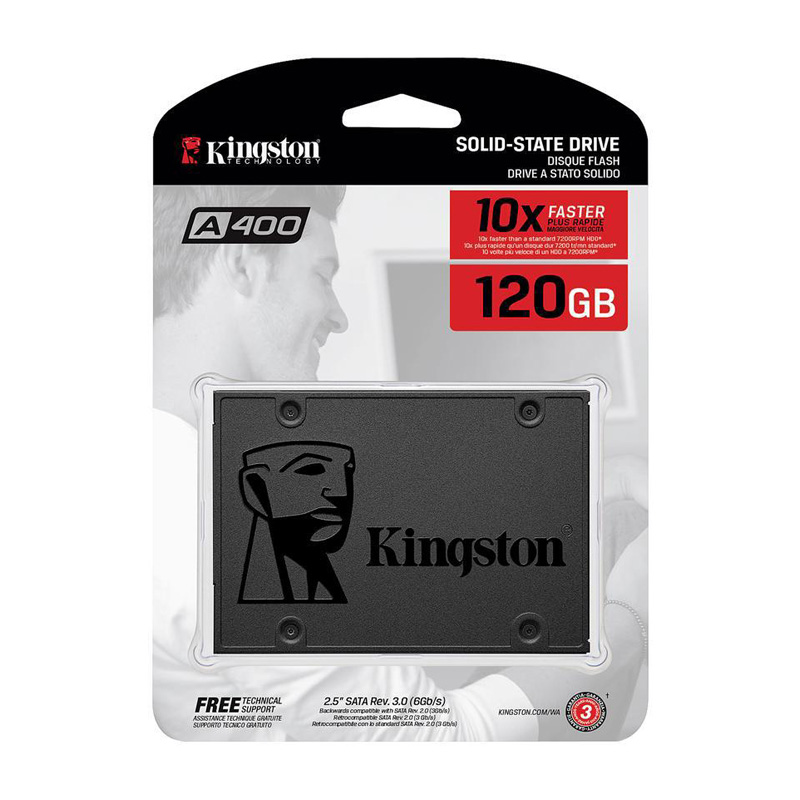 Kingston
TECHNOLOGY
SOLID-STATE DRIVE
DISQUE FLASH
DRIVE A STATO SOLIDO
A400
10x FASTER
PLUS RAPIDE
MAGGIORE VELOCITÀ
10x faster than a standard 7200RPM HDD*
10x plus rapide qu'un disque dur 7200 tr/mn standard*
10 volte più veloce di un HDD a 7200RPM*
120GB
Kingston®
FREE TECHNICAL SUPPORT
ASSISTANCE TECHNIQUE GRATUITE
SUPPORTO TECNICO GRATUITO
2.5" SATA Rev. 3.0 (6Gb/s)
Backwards compatible with SATA Rev. 2.0 (3Gb/s)
Rétrocompatible SATA Rev. 2.0 (3 Gb/s)
Retrocompatibile con lo standard SATA Rev. 2.0 (3 Gb/s)
KINGSTON.COM/WA
3
†